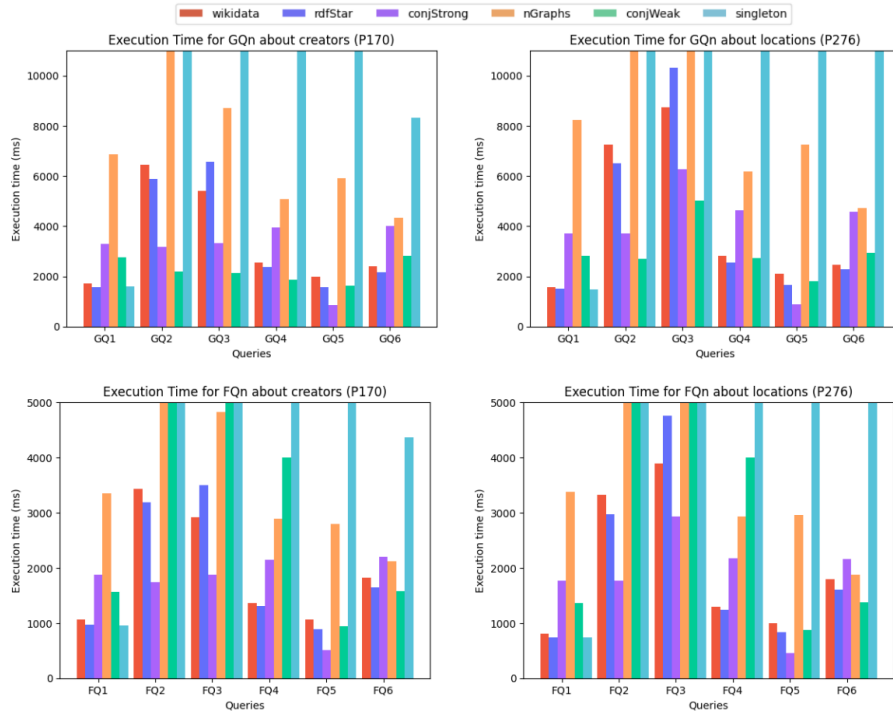 wikidata rdfStar conjStrong nGraphs conjWeak singleton
Execution Time for GQn about creators (P170)
10000
8000
6000
4000
2000
0
Execution time (ms)
GQ1 GQ2 GQ3 GQ4 GQ5 GQ6
Queries
Execution Time for GQn about locations (P276)
10000
8000
6000
4000
2000
0
Execution time (ms)
GQ1 GQ2 GQ3 GQ4 GQ5 GQ6
Queries
Execution Time for FQn about creators (P170)
5000
4000
3000
2000
1000
0
Execution time (ms)
FQ1 FQ2 FQ3 FQ4 FQ5 FQ6
Queries
Execution Time for FQn about locations (P276)
5000
4000
3000
2000
1000
0
Execution time (ms)
FQ1 FQ2 FQ3 FQ4 FQ5 FQ6
Queries